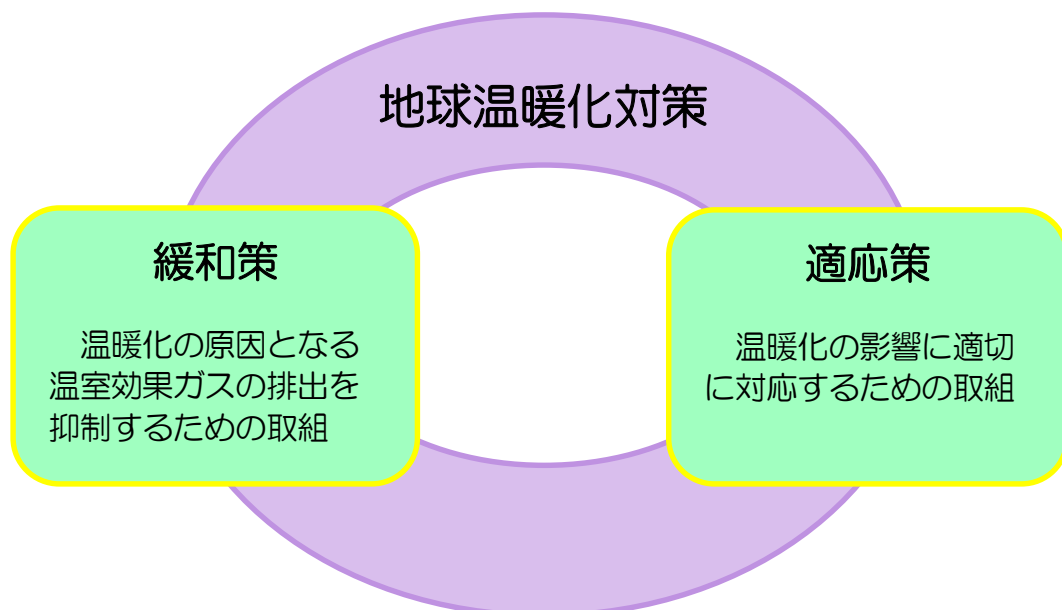 地球温暖化対策
緩和策
温暖化の原因となる
温室効果ガスの排出を
抑制するための取組
適応策
温暖化の影響に適切
に対応するための取組